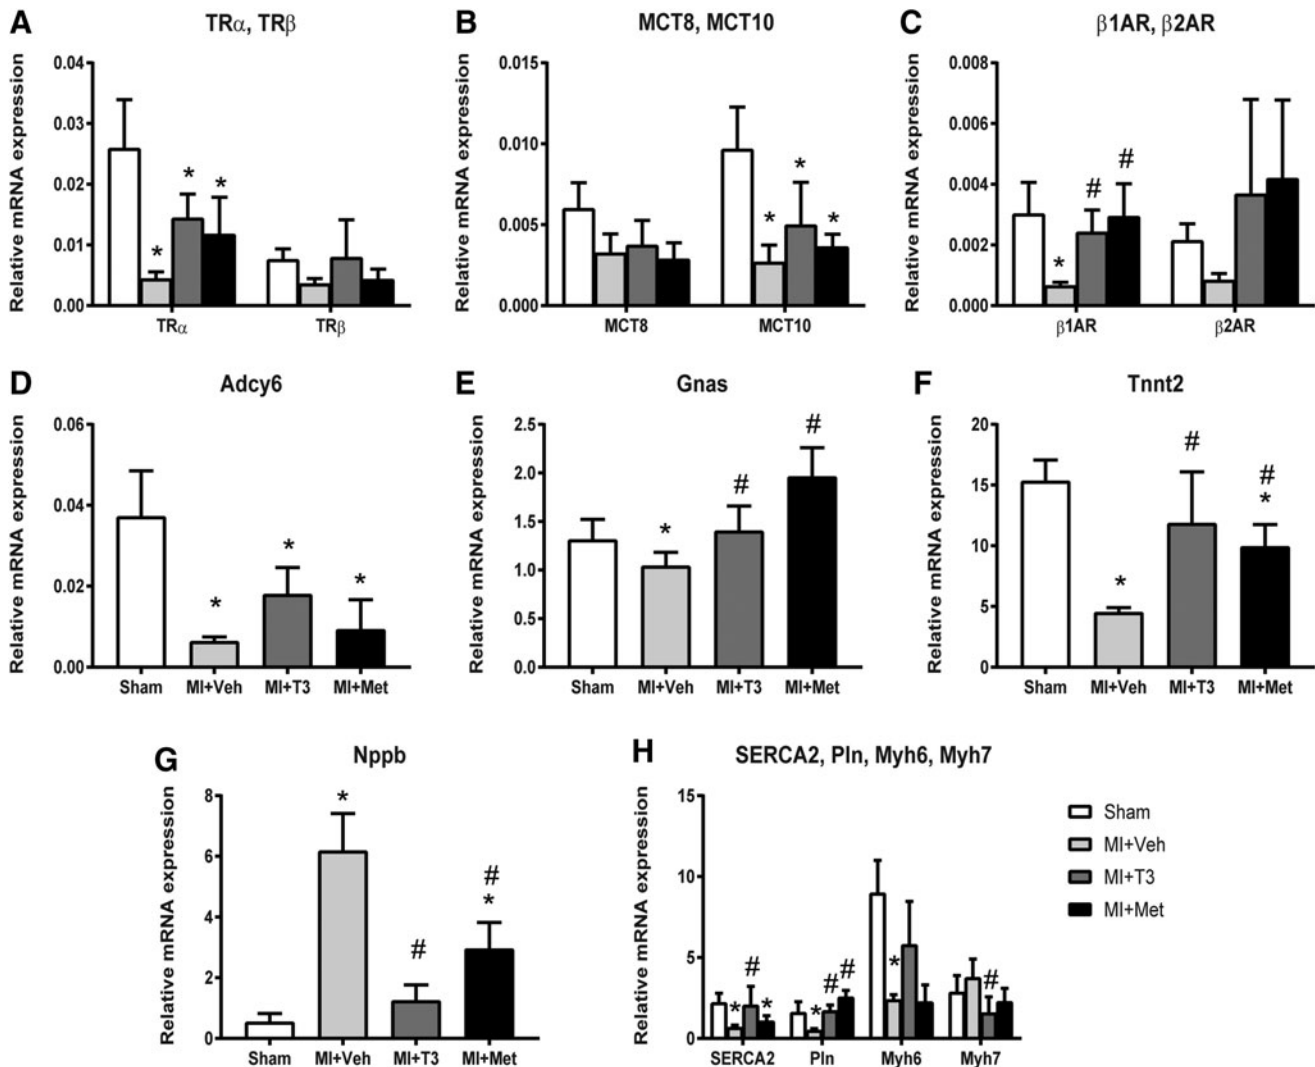 A
TRα, TRβ
Relative mRNA expression
0.04
0.03
0.02
0.01
0.00
*
*
*
TRα
TRβ
B
MCT8, MCT10
Relative mRNA expression
0.015
0.010
0.005
0.000
*
*
*
MCT8
MCT10
C
β1AR, β2AR
Relative mRNA expression
0.008
0.006
0.004
0.002
0.000
*
#
#
β1AR
β2AR
D
Adcy6
Relative mRNA expression
0.06
0.04
0.02
0.00
*
*
*
Sham
MI+Veh
MI+T3
MI+Met
E
Gnas
Relative mRNA expression
2.5
2.0
1.5
1.0
0.5
0.0
*
#
#
Sham
MI+Veh
MI+T3
MI+Met
F
Tnnt2
Relative mRNA expression
20
15
10
5
0
*
#
#
*
Sham
MI+Veh
MI+T3
MI+Met
G
Nppb
Relative mRNA expression
8
6
4
2
0
*
#
#
*
Sham
MI+Veh
MI+T3
MI+Met
H
SERCA2, Pln, Myh6, Myh7
Relative mRNA expression
15
10
5
0
*
#
*
*
#
#
*
#
SERCA2
Pln
Myh6
Myh7
Sham
MI+Veh
MI+T3
MI+Met